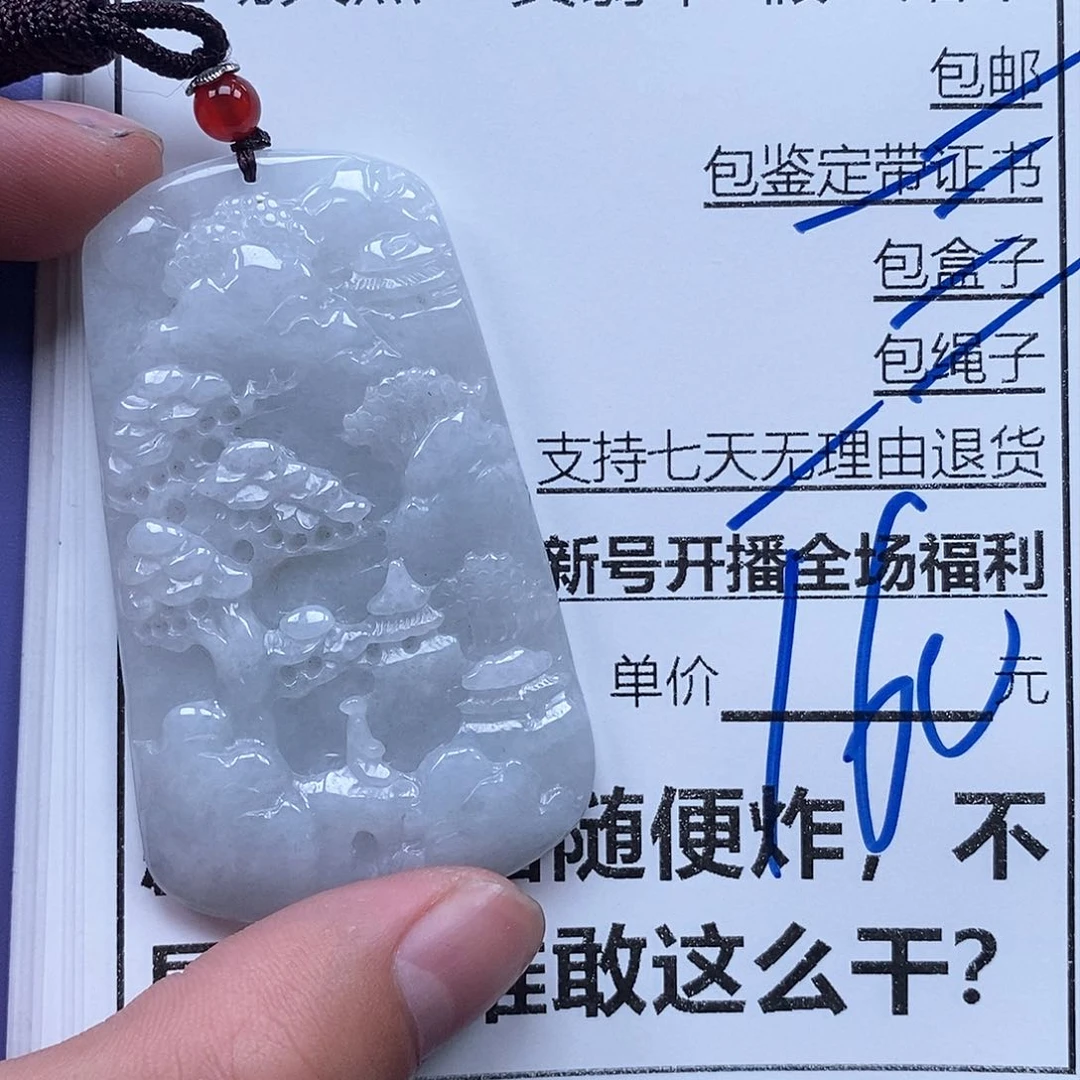 包邮
包鉴定带证书
包盒子
包绳子
支持七天无理由退货
新号开播全场福利
单价 160 元
随便炸，不
谁敢这么干？